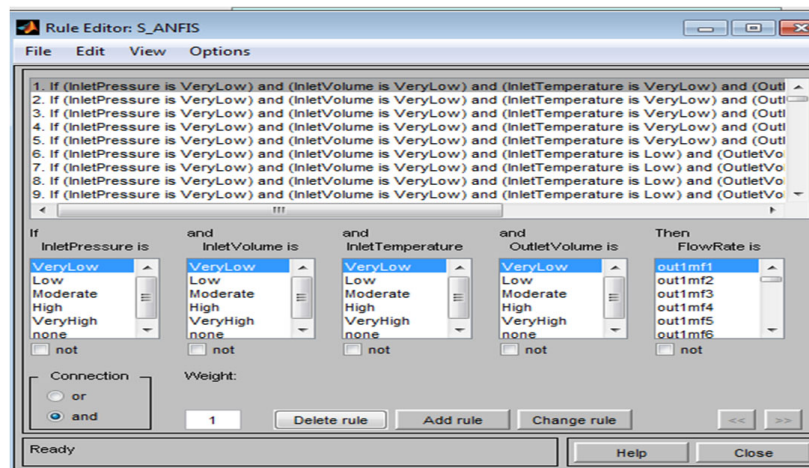 Rule Editor: S_ANFIS
File Edit View Options
1. If (InletPressure is VeryLow) and (InletVolume is VeryLow) and (InletTemperature is VeryLow) and (Outl
2. If (InletPressure is VeryLow) and (InletVolume is VeryLow) and (InletTemperature is VeryLow) and (Outl
3. If (InletPressure is VeryLow) and (InletVolume is VeryLow) and (InletTemperature is VeryLow) and (Outl
4. If (InletPressure is VeryLow) and (InletVolume is VeryLow) and (InletTemperature is VeryLow) and (Outl
5. If (InletPressure is VeryLow) and (InletVolume is VeryLow) and (InletTemperature is VeryLow) and (Outl
6. If (InletPressure is VeryLow) and (InletVolume is VeryLow) and (InletTemperature is Low) and (OutletVo
7. If (InletPressure is VeryLow) and (InletVolume is VeryLow) and (InletTemperature is Low) and (OutletVo
8. If (InletPressure is VeryLow) and (InletVolume is VeryLow) and (InletTemperature is Low) and (OutletVo
9. If (InletPressure is VeryLow) and (InletVolume is VeryLow) and (InletTemperature is Low) and (OutletVo
If and and and Then
InletPressure is InletVolume is InletTemperature OutletVolume is FlowRate is
VeryLow VeryLow VeryLow VeryLow out1mf1
Low Low Low Low out1mf2
Moderate Moderate Moderate Moderate out1mf3
High High High High out1mf4
VeryHigh VeryHigh VeryHigh VeryHigh out1mf5
none none none none out1mf6
not not not not not
Connection Weight:
or
and 1 Delete rule Add rule Change rule << >>
Ready Help Close